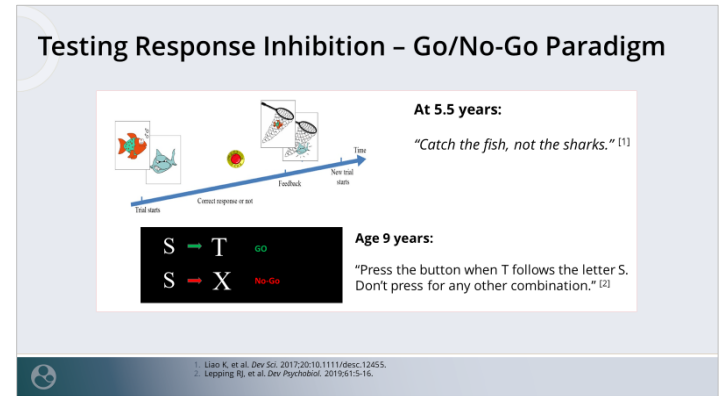 Testing Response Inhibition – Go/No-Go Paradigm
At 5.5 years:
“Catch the fish, not the sharks.” [1]
Time
New trial
starts
Feedback
Correct response or not
Trial starts
S → T GO
S → X No-Go
Age 9 years:
“Press the button when T follows the letter S.
Don’t press for any other combination.” [2]
1. Liao K, et al. Dev Sci. 2017;20:10.1111/desc.12455.
2. Lepping RJ, et al. Dev Psychobiol. 2019;61:5-16.